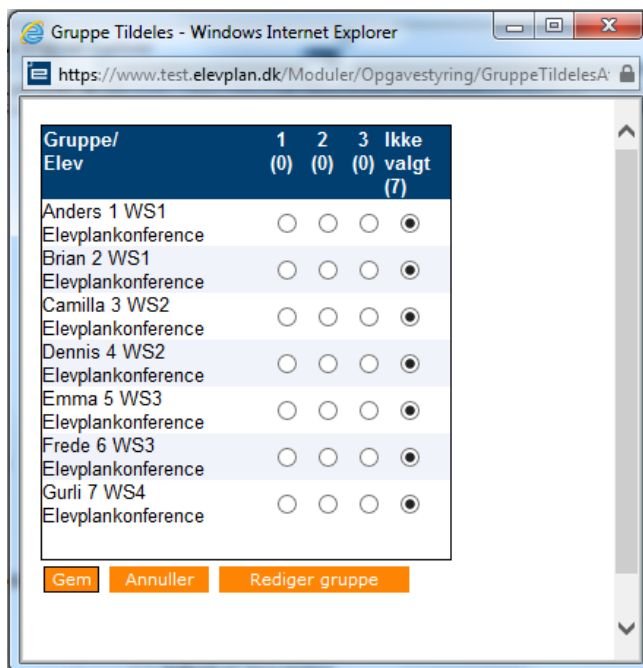 Gruppe Tildeles - Windows Internet Explorer
https://www.test.elevplan.dk/Moduler/Opgavestyring/GruppeTildelesA
Gruppe/ 1 2 3 Ikke
Elev (0) (0) (0) valgt
(7)
Anders 1 WS1
Elevplankonference
Brian 2 WS1
Elevplankonference
Camilla 3 WS2
Elevplankonference
Dennis 4 WS2
Elevplankonference
Emma 5 WS3
Elevplankonference
Frede 6 WS3
Elevplankonference
Gurli 7 WS4
Elevplankonference
Gem Annuller Rediger gruppe